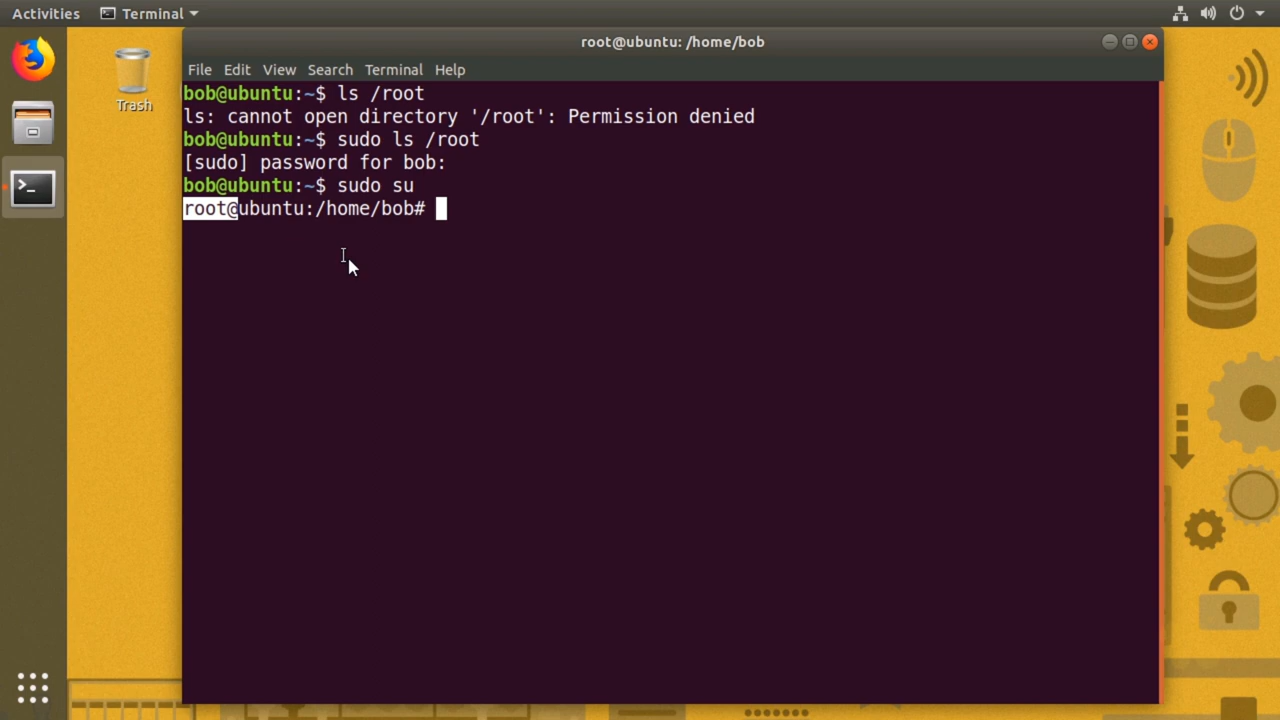 Activities Terminal
root@ubuntu: /home/bob
File Edit View Search Terminal Help
Trash
bob@ubuntu:~$ ls /root
ls: cannot open directory '/root': Permission denied
bob@ubuntu:~$ sudo ls /root
[sudo] password for bob:
bob@ubuntu:~$ sudo su
root@ubuntu:/home/bob#